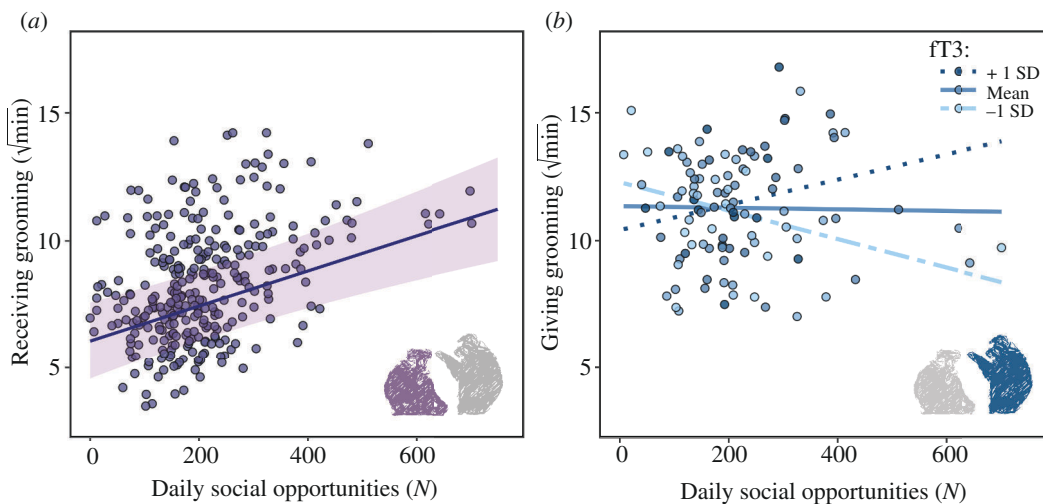 (a)
Receiving grooming (√min)
15
10
5
0 200 400 600
Daily social opportunities (N)
(b)
Giving grooming (√min)
15
10
5
0 200 400 600
Daily social opportunities (N)
fT3:
+ 1 SD
Mean
–1 SD